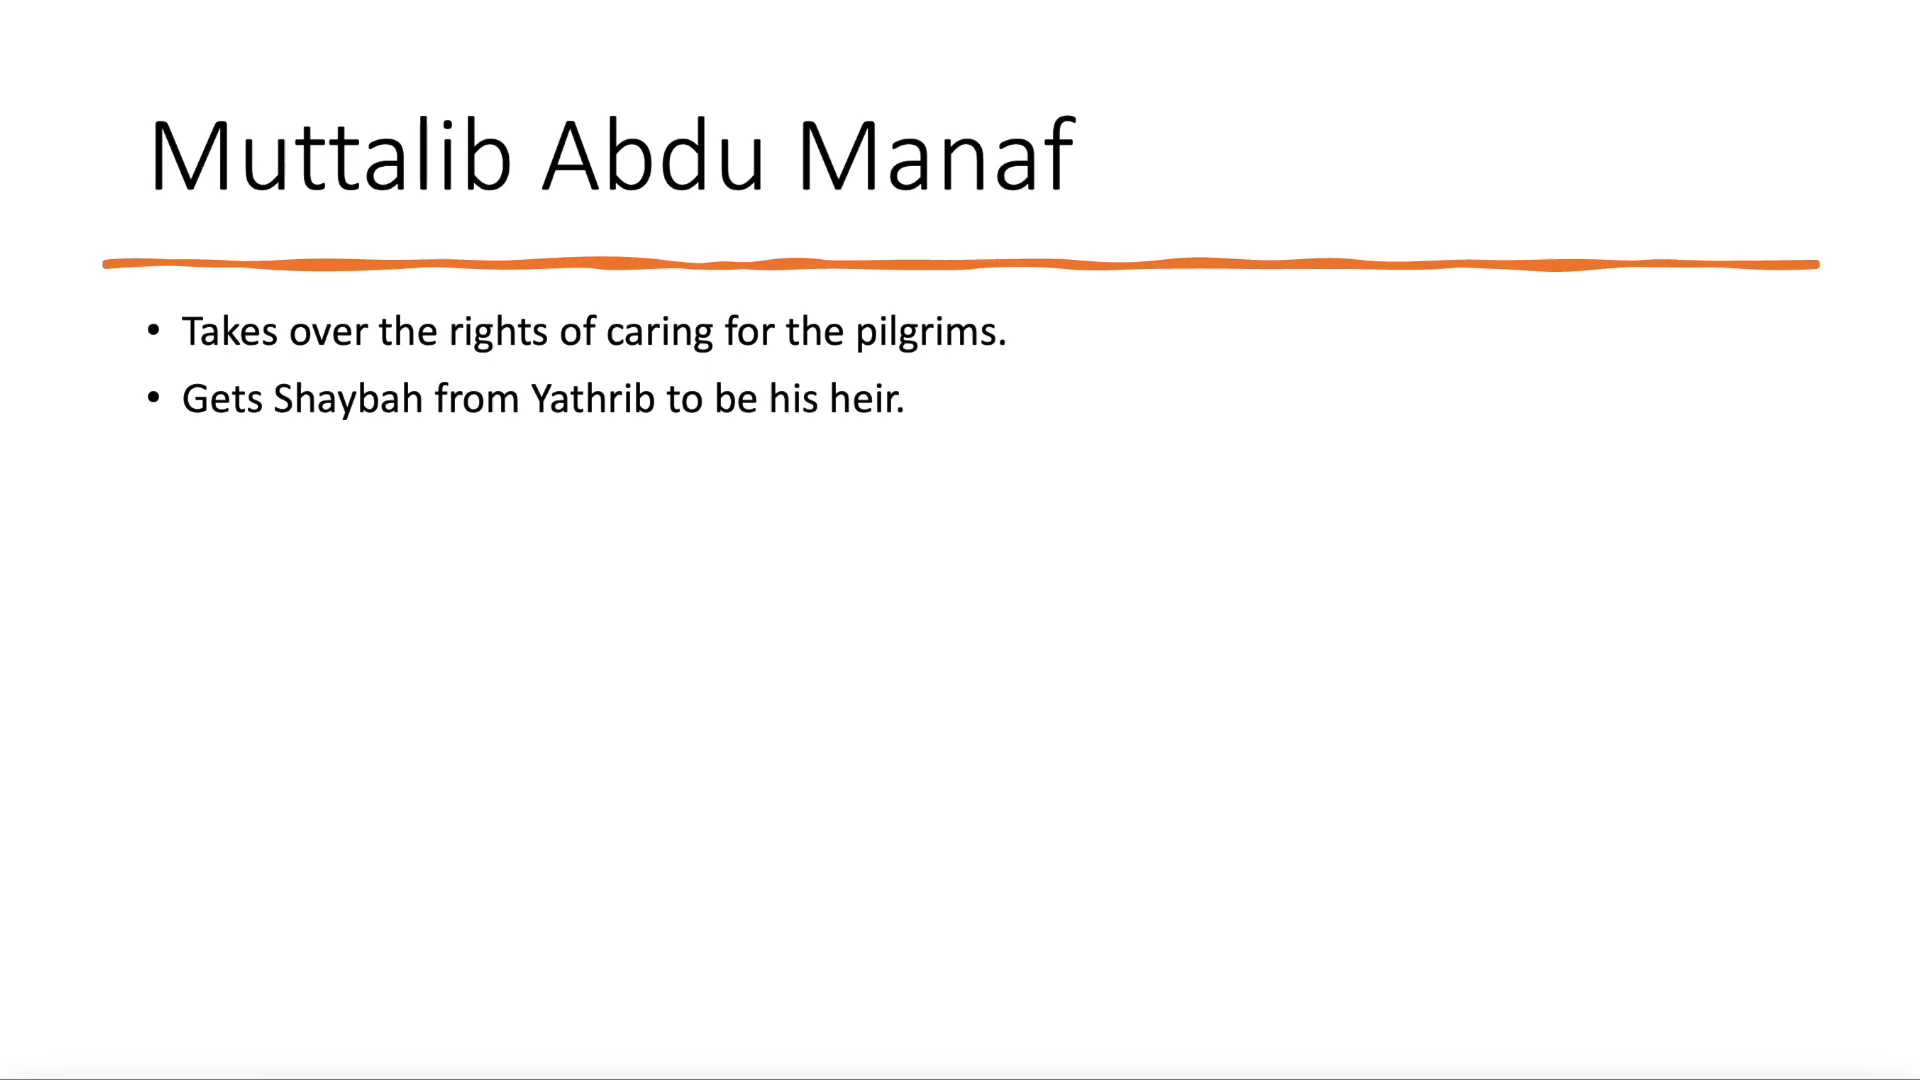 Muttalib Abdu Manaf
• Takes over the rights of caring for the pilgrims.
• Gets Shaybah from Yathrib to be his heir.